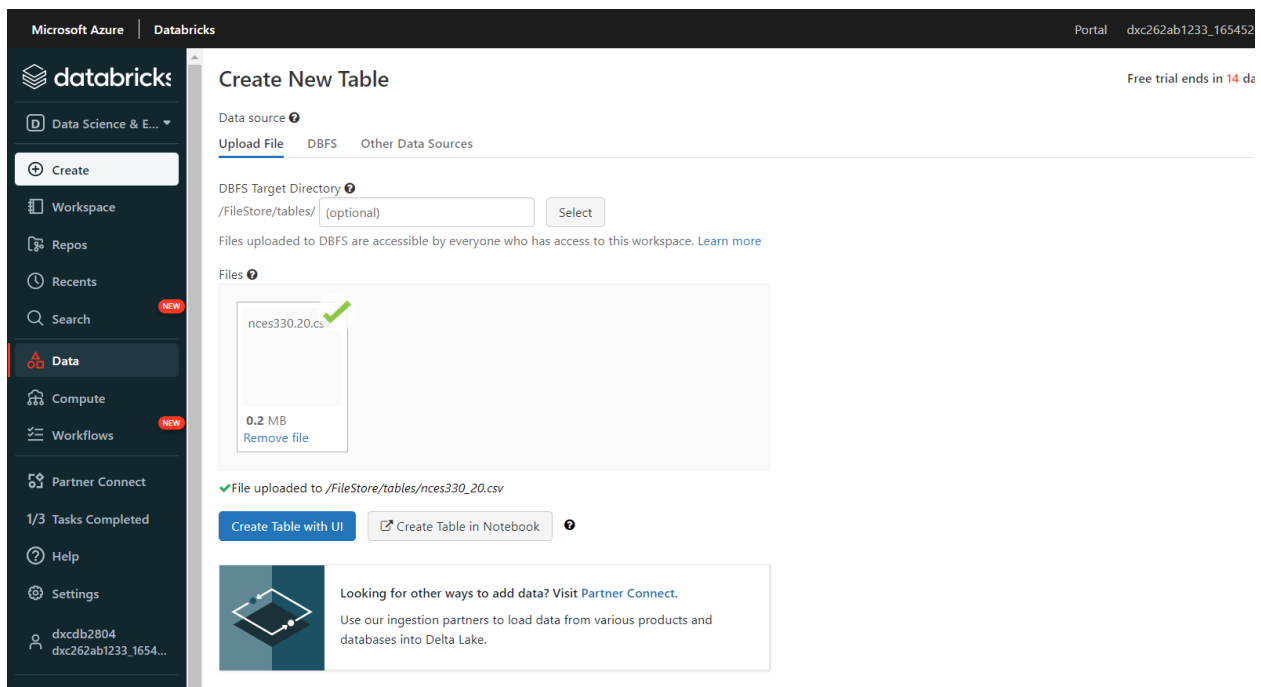 Microsoft Azure Databricks
Portal dxc262ab1233_165452
databricks
Create New Table
Free trial ends in 14 da
D Data Science & E...
Data source
Upload File DBFS Other Data Sources
Create
DBFS Target Directory
Workspace
/FileStore/tables/ (optional) Select
Repos
Files uploaded to DBFS are accessible by everyone who has access to this workspace. Learn more
Recents
Files
NEW
Search
nces330.20.cs
Data
Compute
0.2 MB
NEW
Workflows
Remove file
Partner Connect
File uploaded to /FileStore/tables/nces330_20.csv
1/3 Tasks Completed
Create Table with UI Create Table in Notebook
Help
Settings
Looking for other ways to add data? Visit Partner Connect.
Use our ingestion partners to load data from various products and
databases into Delta Lake.
dxcdb2804
dxc262ab1233_1654...